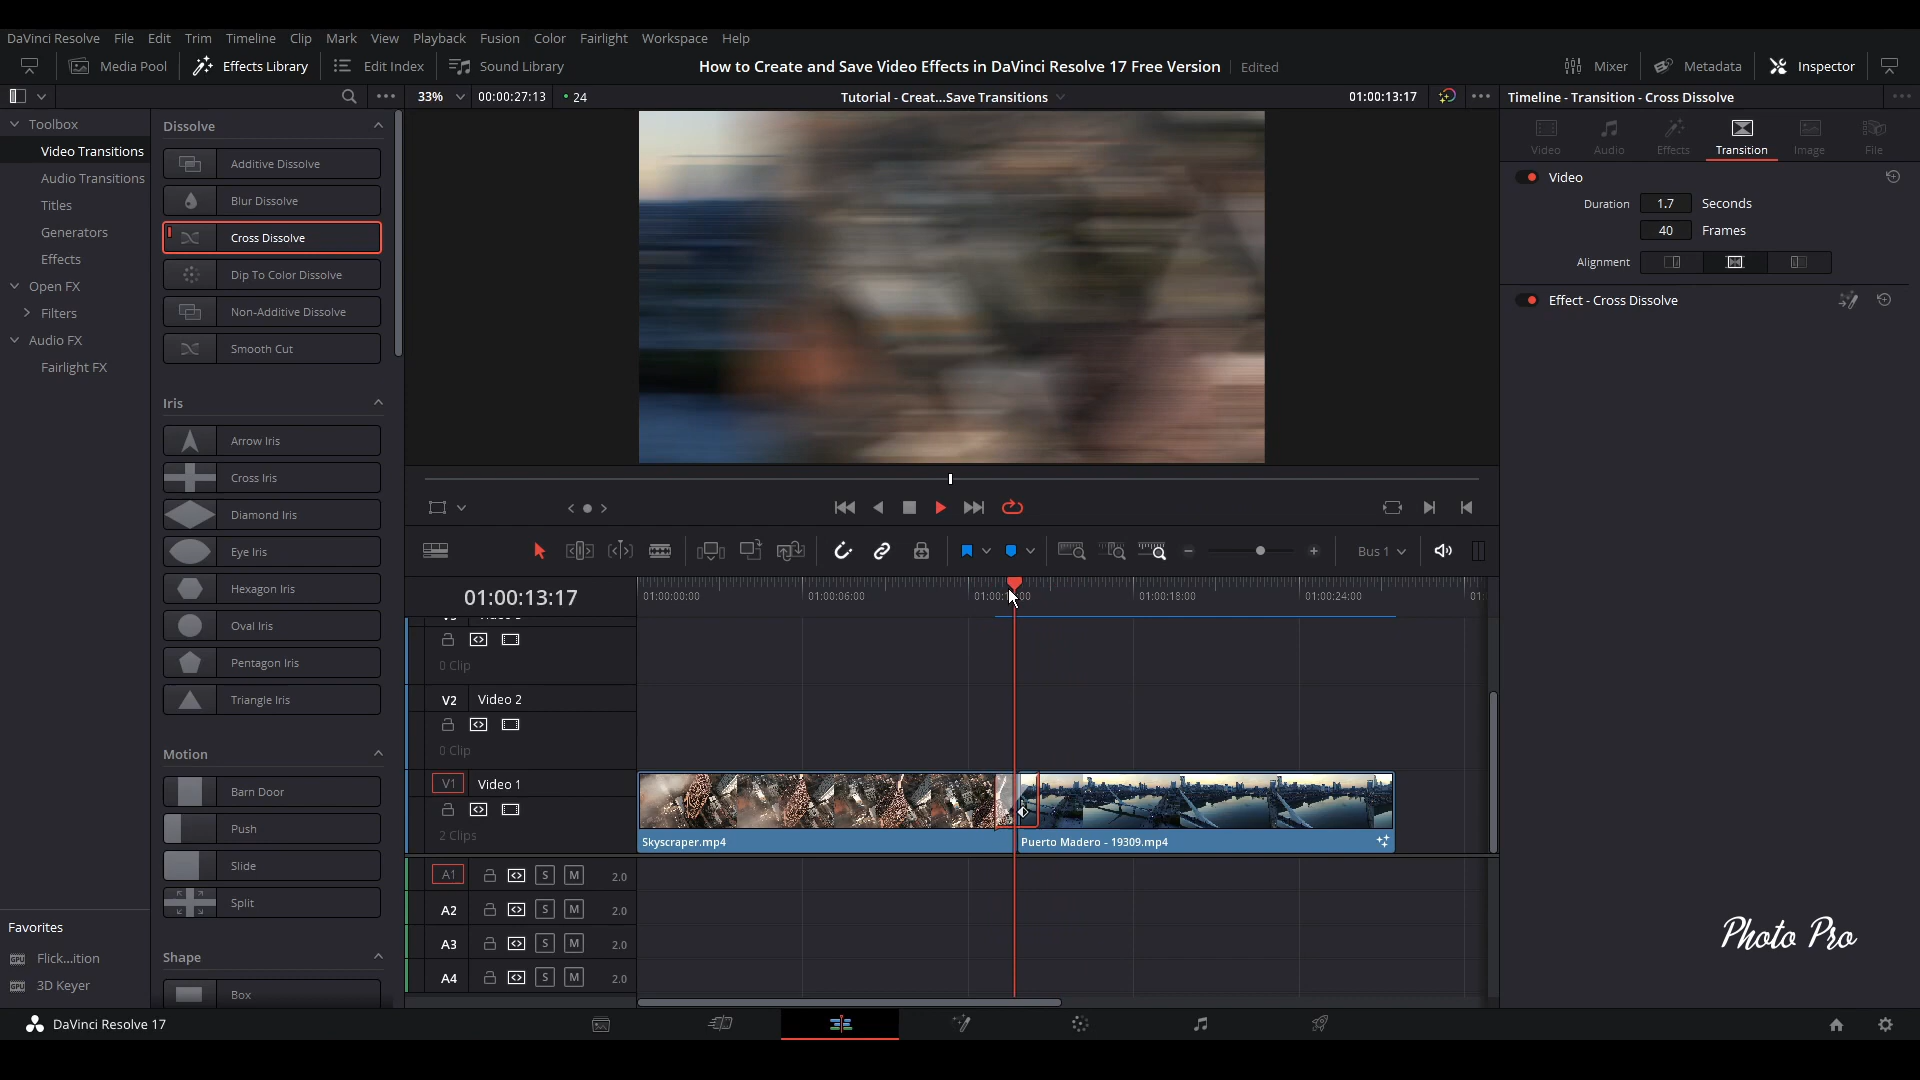 DaVinci Resolve File Edit Trim Timeline Clip Mark View Playback Fusion Color Fairlight Workspace Help
Media Pool Effects Library Edit Index Sound Library How to Create and Save Video Effects in DaVinci Resolve 17 Free Version Edited Mixer Metadata Inspector
33% 00:00:27:13 24 Tutorial - Creat...Save Transitions 01:00:13:17 Timeline - Transition - Cross Dissolve
Toolbox
Video Transitions
Audio Transitions
Titles
Generators
Effects
Open FX
Filters
Audio FX
Fairlight FX
Favorites
Flick...ition
3D Keyer
Dissolve
Additive Dissolve
Blur Dissolve
Cross Dissolve
Dip To Color Dissolve
Non-Additive Dissolve
Smooth Cut
Iris
Arrow Iris
Cross Iris
Diamond Iris
Eye Iris
Hexagon Iris
Oval Iris
Pentagon Iris
Triangle Iris
Motion
Barn Door
Push
Slide
Split
Shape
Box
Video Audio Effects Transition Image File
Video
Duration 1.7 Seconds
40 Frames
Alignment
Effect - Cross Dissolve
Bus 1
01:00:13:17
01:00:00:00 01:00:06:00 01:00:18:00 01:00:24:00
0 Clip
V2 Video 2
0 Clip
V1 Video 1
2 Clips
Skyscraper.mp4 Puerto Madero - 19309.mp4
A1 S M 2.0
A2 S M 2.0
A3 S M 2.0
A4 S M 2.0
Photo Pro
DaVinci Resolve 17